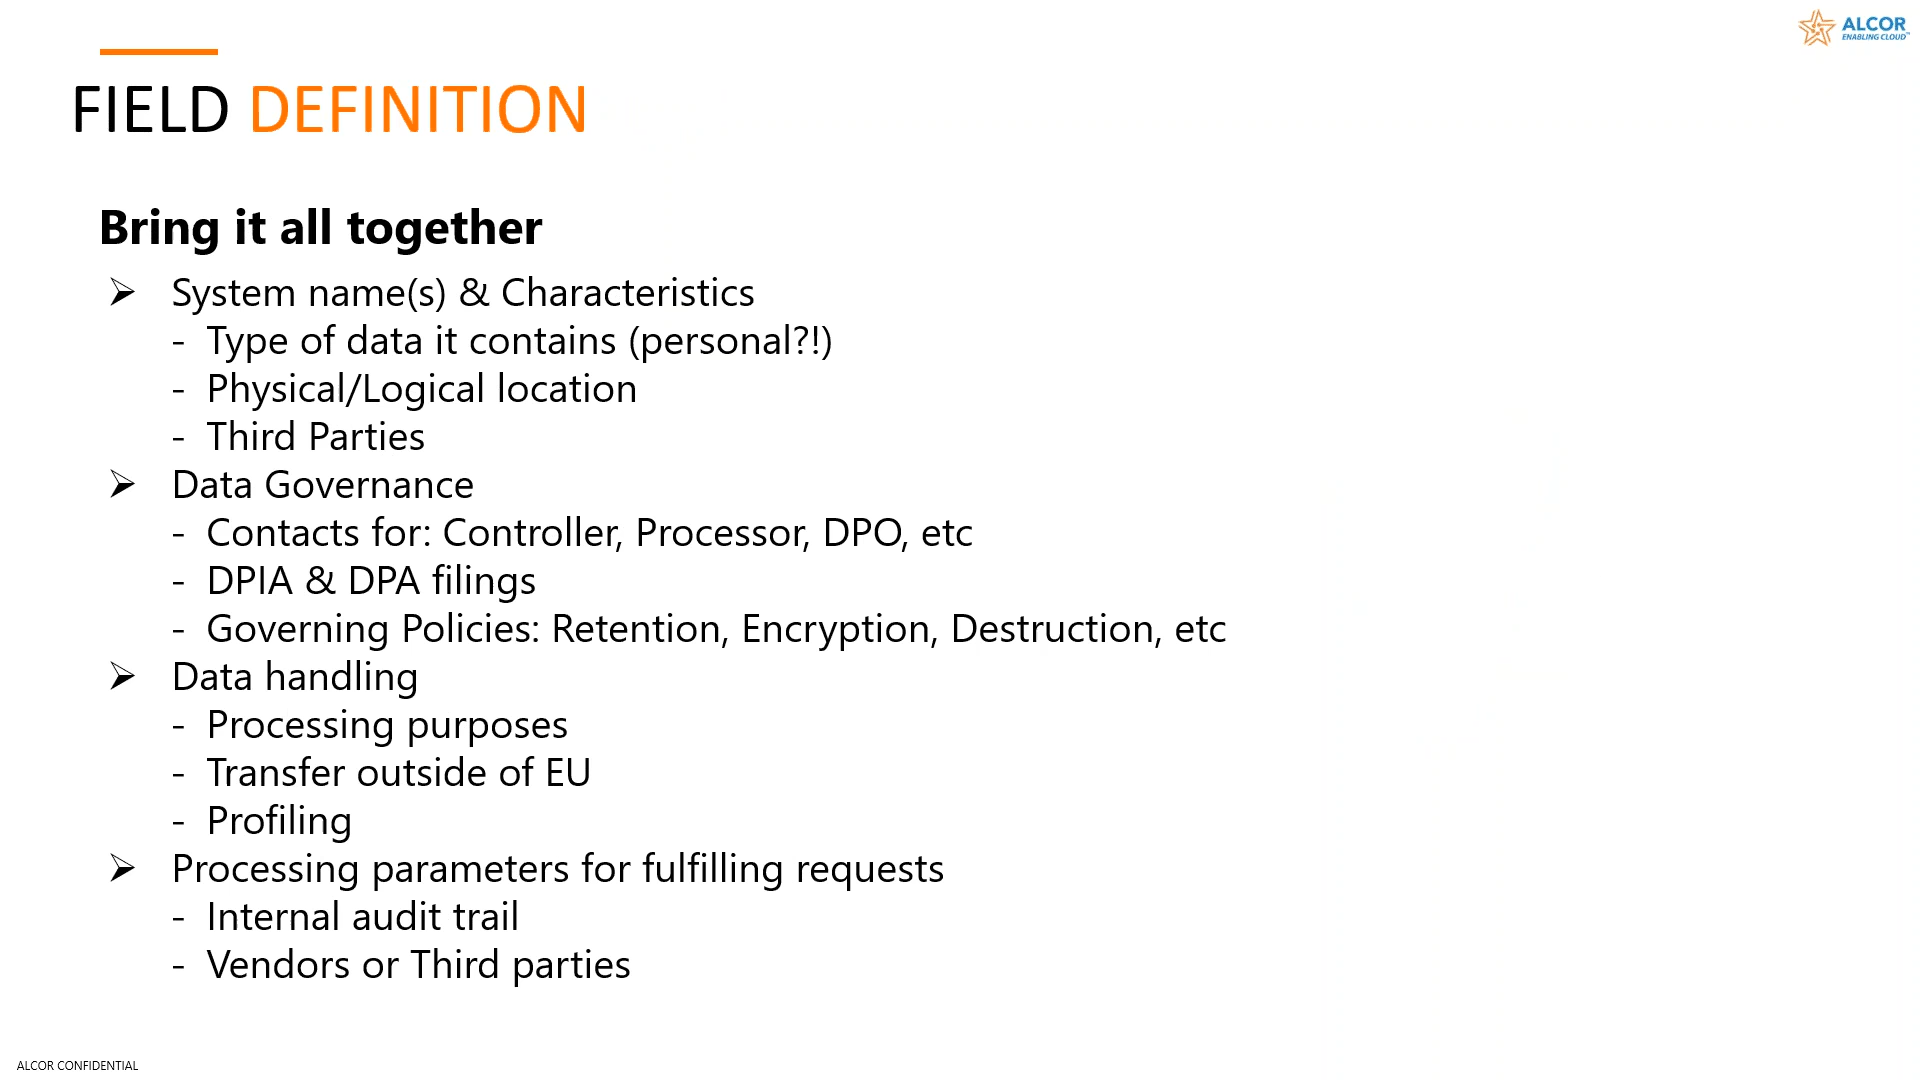 ALCOR
ENABLING CLOUD™
FIELD DEFINITION
Bring it all together
➢ System name(s) & Characteristics
- Type of data it contains (personal?!)
- Physical/Logical location
- Third Parties
➢ Data Governance
- Contacts for: Controller, Processor, DPO, etc
- DPIA & DPA filings
- Governing Policies: Retention, Encryption, Destruction, etc
➢ Data handling
- Processing purposes
- Transfer outside of EU
- Profiling
➢ Processing parameters for fulfilling requests
- Internal audit trail
- Vendors or Third parties
ALCOR CONFIDENTIAL